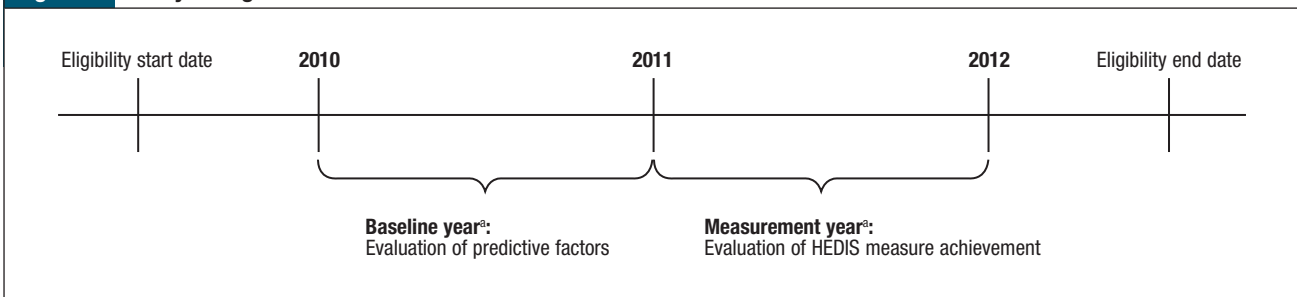 Eligibility start date 2010 2011 2012 Eligibility end date
Baseline yearᵃ:
Evaluation of predictive factors
Measurement yearᵃ:
Evaluation of HEDIS measure achievement